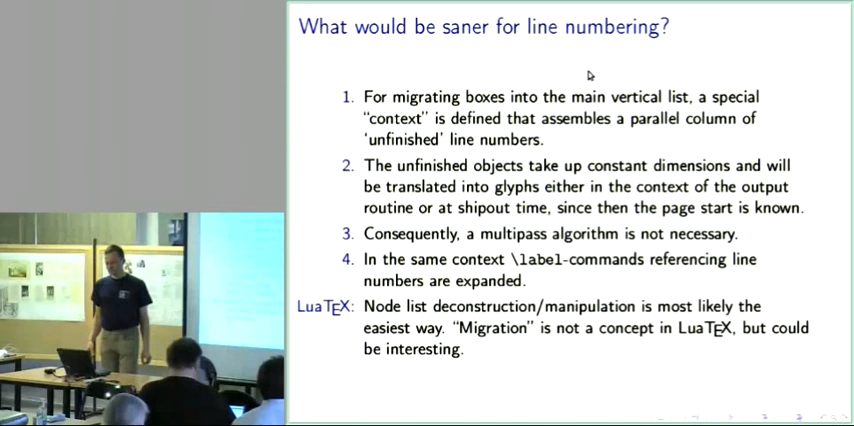 What would be saner for line numbering?
1. For migrating boxes into the main vertical list, a special
“context” is defined that assembles a parallel column of
‘unfinished’ line numbers.
2. The unfinished objects take up constant dimensions and will
be translated into glyphs either in the context of the output
routine or at shipout time, since then the page start is known.
3. Consequently, a multipass algorithm is not necessary.
4. In the same context \label-commands referencing line
numbers are expanded.
LuaTEX: Node list deconstruction/manipulation is most likely the
easiest way. “Migration” is not a concept in LuaTEX, but could
be interesting.